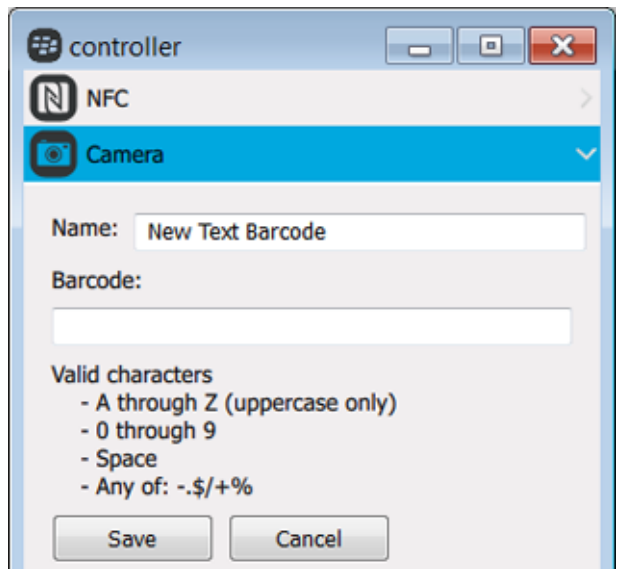 controller
NFC
Camera
Name: New Text Barcode
Barcode:
Valid characters
- A through Z (uppercase only)
- 0 through 9
- Space
- Any of: -.$/+%
Save Cancel